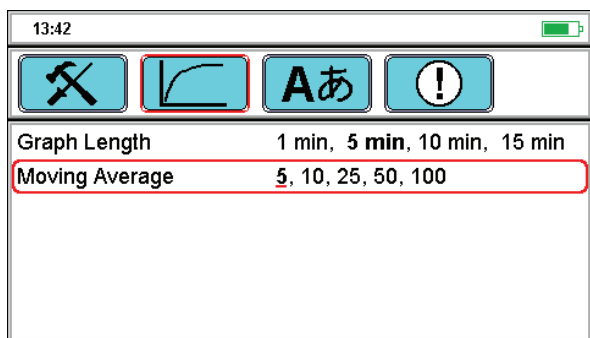 13:42
Aあ
Graph Length 1 min, 5 min, 10 min, 15 min
Moving Average 5, 10, 25, 50, 100